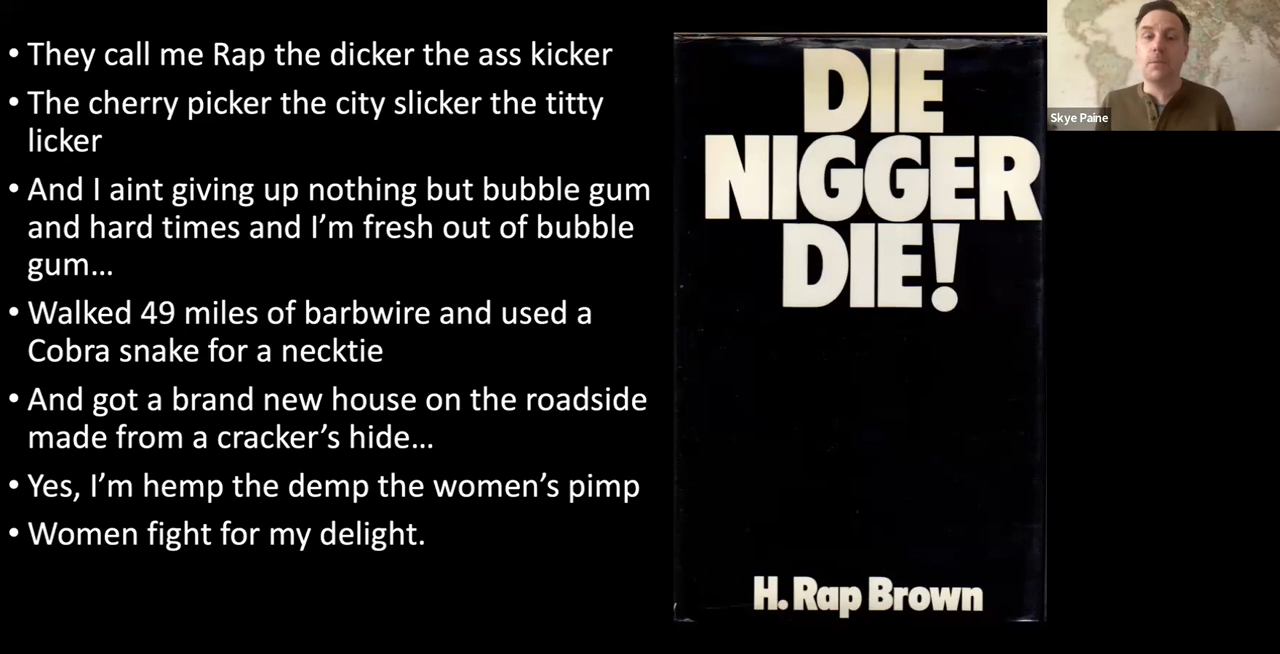 • They call me Rap the dicker the ass kicker
• The cherry picker the city slicker the titty
licker
• And I aint giving up nothing but bubble gum
and hard times and I’m fresh out of bubble
gum…
• Walked 49 miles of barbwire and used a
Cobra snake for a necktie
• And got a brand new house on the roadside
made from a cracker’s hide…
• Yes, I’m hemp the demp the women’s pimp
• Women fight for my delight.
DIE
NIGGER
DIE!
H. Rap Brown
Skye Paine